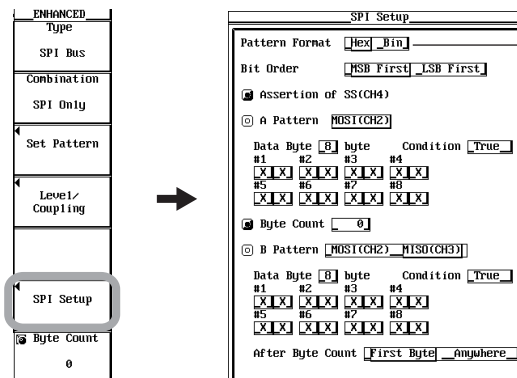 ENHANCED
Type
SPI Bus
Combination
SPI Only
Set Pattern
Level/
Coupling
SPI Setup
Byte Count
0
SPI Setup
Pattern Format Hex Bin
Bit Order MSB First LSB First
Assertion of SS(CH4)
A Pattern MOSI(CH2)
Data Byte 8 byte Condition True
#1 #2 #3 #4
X X X X X X X X
#5 #6 #7 #8
X X X X X X X X
Byte Count 0
B Pattern MOSI(CH2) MISO(CH3)
Data Byte 8 byte Condition True
#1 #2 #3 #4
X X X X X X X X
#5 #6 #7 #8
X X X X X X X X
After Byte Count First Byte Anywhere